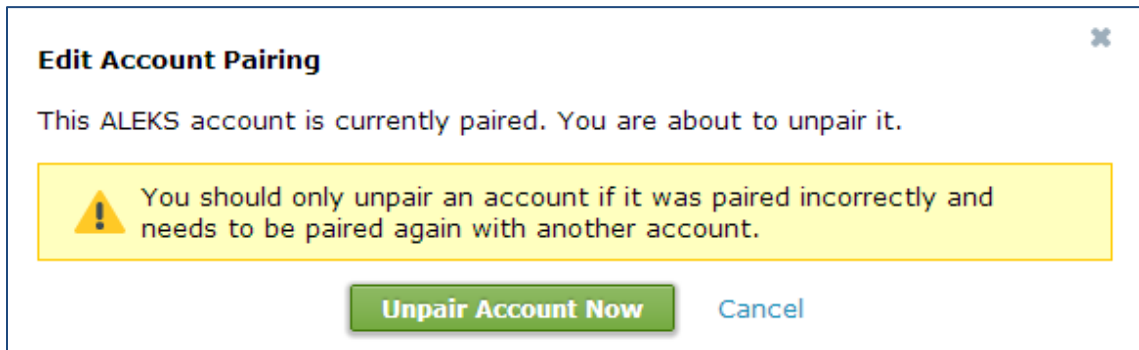 Edit Account Pairing
This ALEKS account is currently paired. You are about to unpair it.
You should only unpair an account if it was paired incorrectly and
needs to be paired again with another account.
Unpair Account Now Cancel